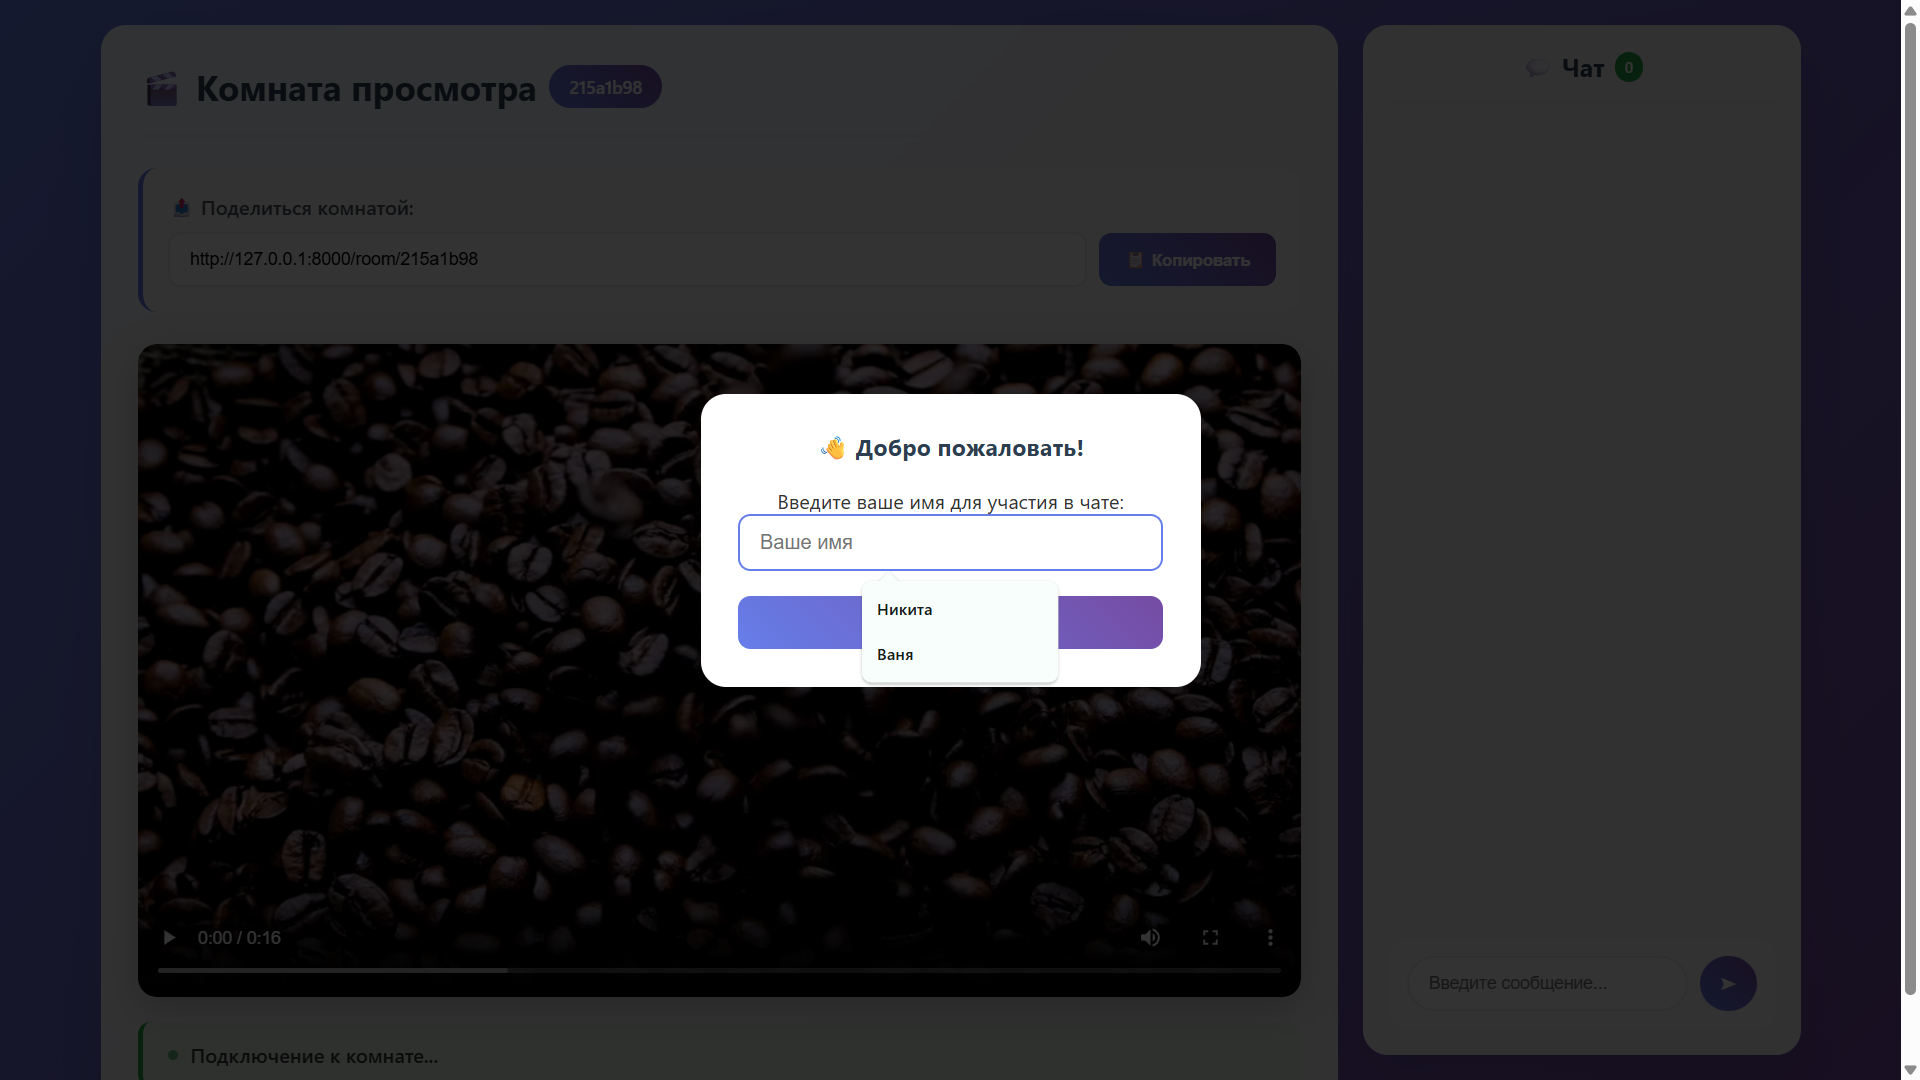 Комната просмотра 215a1b98
Поделиться комнатой:
http://127.0.0.1:8000/room/215a1b98
Копировать
Добро пожаловать!
Введите ваше имя для участия в чате:
Ваше имя
Никита
Ваня
0:00 / 0:16
Подключение к комнате...
Чат 0
Введите сообщение...